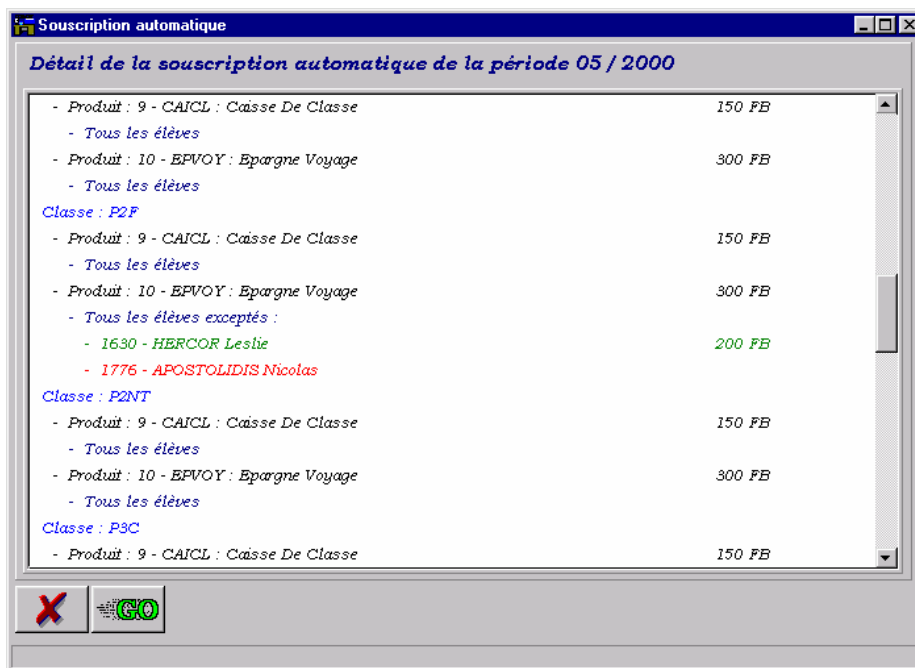 Souscription automatique
Détail de la souscription automatique de la période 05 / 2000
- Produit : 9 - CAICL : Caisse De Classe 150 FB
- Tous les élèves
- Produit : 10 - EPVOY : Epargne Voyage 300 FB
- Tous les élèves
Classe : P2F
- Produit : 9 - CAICL : Caisse De Classe 150 FB
- Tous les élèves
- Produit : 10 - EPVOY : Epargne Voyage 300 FB
- Tous les élèves exceptés :
- 1630 - HERCOR Leslie 200 FB
- 1776 - APOSTOLIDIS Nicolas
Classe : P2NT
- Produit : 9 - CAICL : Caisse De Classe 150 FB
- Tous les élèves
- Produit : 10 - EPVOY : Epargne Voyage 300 FB
- Tous les élèves
Classe : P3C
- Produit : 9 - CAICL : Caisse De Classe 150 FB
GO